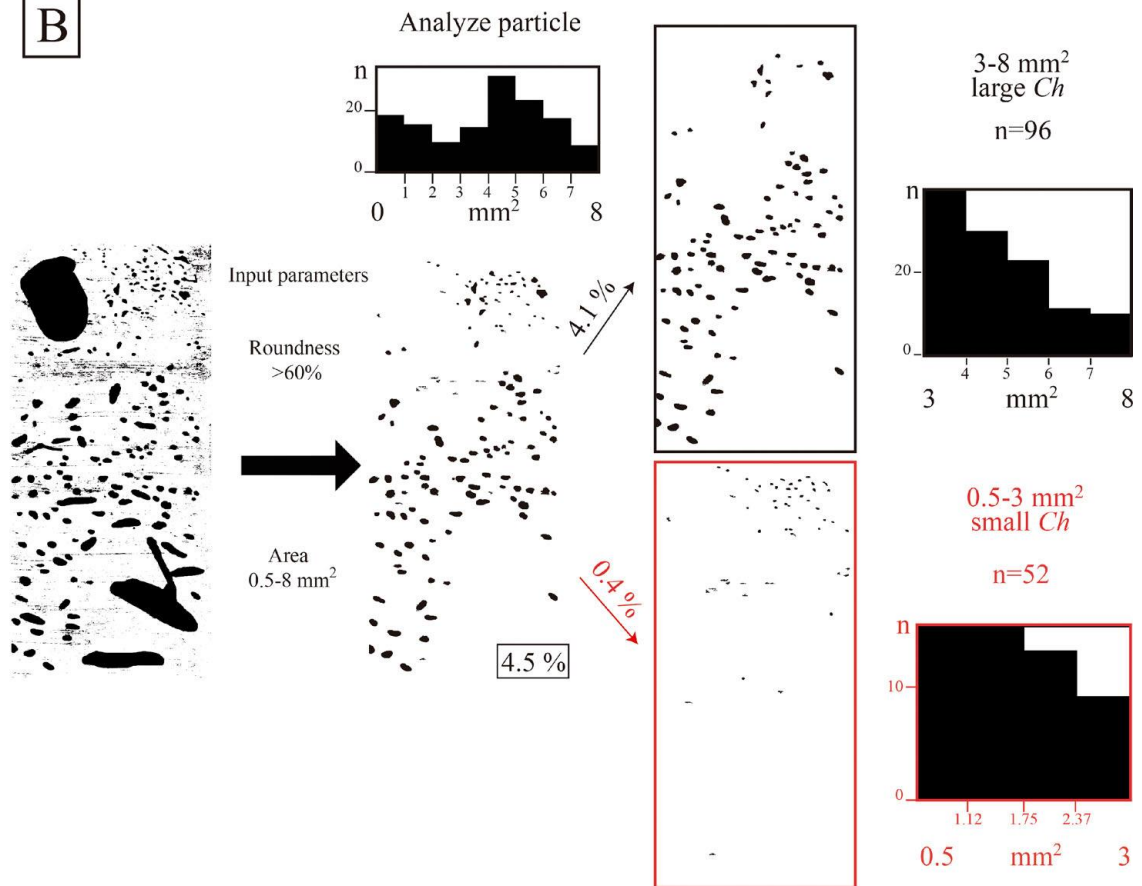 B
Analyze particle
n
20
0
1 2 3 4 5 6 7
0 mm² 8
Input parameters
Roundness
>60%
Area
0.5-8 mm²
4.5 %
4.1 %
0.4 %
3-8 mm²
large Ch
n=96
n
20
0
4 5 6 7
3 mm² 8
0.5-3 mm²
small Ch
n=52
n
10
0
1.12 1.75 2.37
0.5 mm² 3